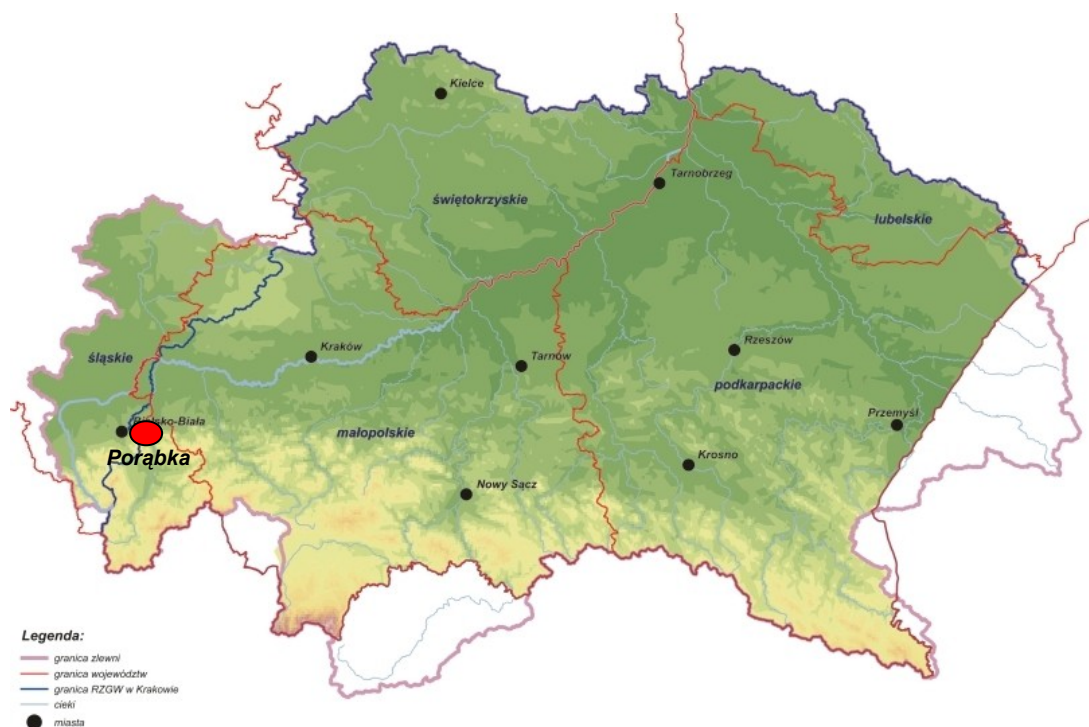 Kielce
Tarnobrzeg
świętokrzyskie
lubelskie
Kraków
śląskie
Tarnów
Rzeszów
podkarpackie
Bielsko-Biała
małopolskie
Przemyśl
Porąbka
Krosno
Nowy Sącz
Legenda:
granica zlewni
granica województw
granica RZGW w Krakowie
cieki
miasta